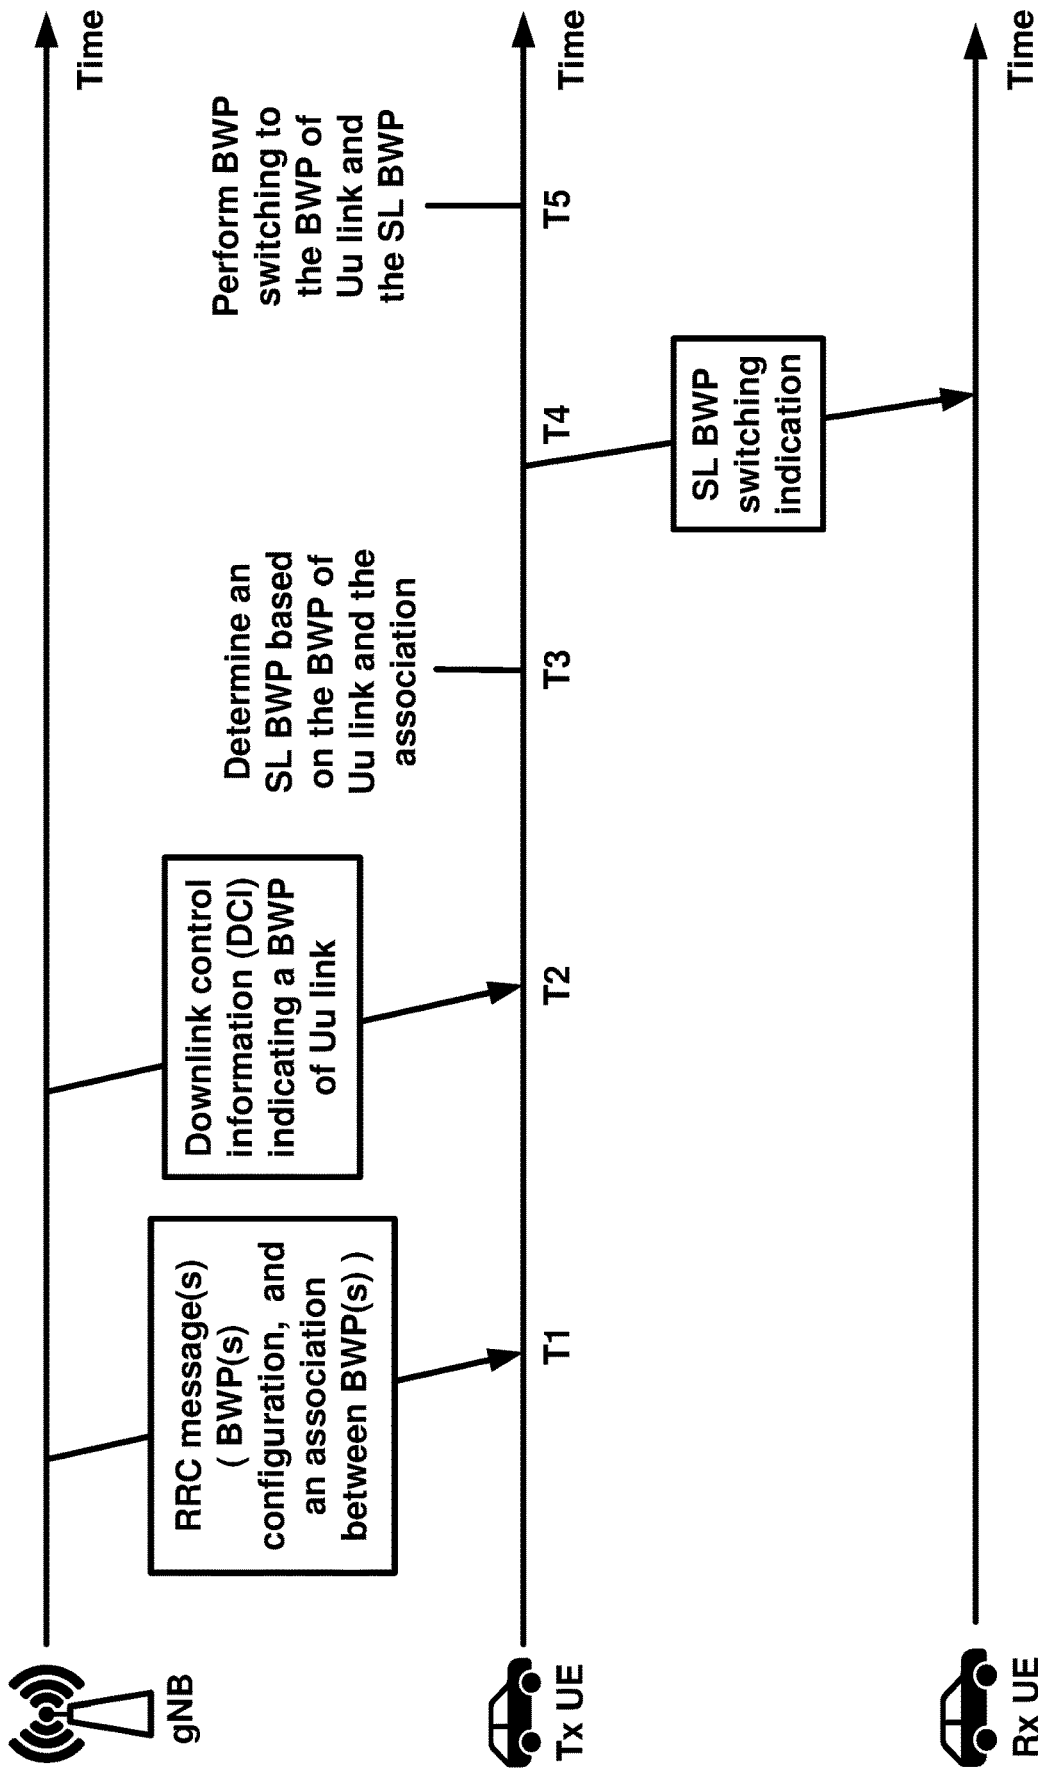 gNB
RRC message(s)
( BWP(s)
configuration, and
an association
between BWP(s) )
Downlink control
information (DCI)
indicating a BWP
of Uu link
Time
Tx UE
T1
T2
Determine an
SL BWP based
on the BWP of
Uu link and the
association
T3
T4
Perform BWP
switching to
the BWP of
Uu link and
the SL BWP
T5
Time
SL BWP
switching
indication
Rx UE
Time